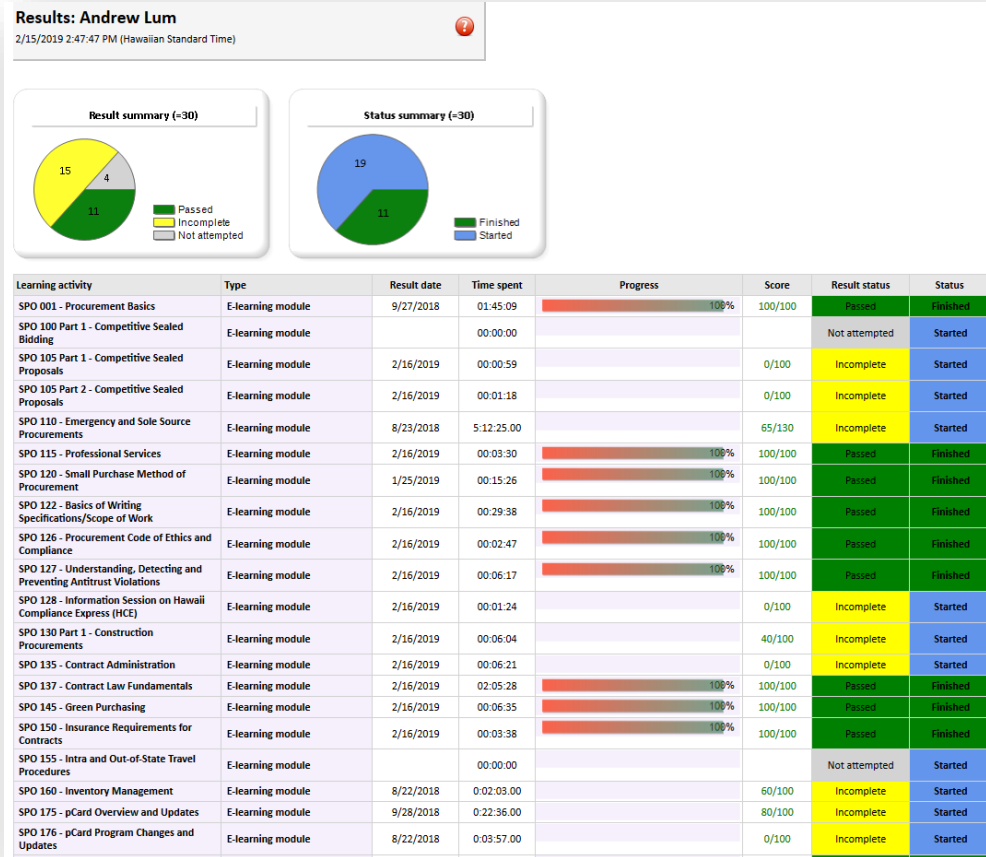 Results: Andrew Lum
2/15/2019 2:47:47 PM (Hawaiian Standard Time)
?
Result summary (=30)
15
4
11
Passed
Incomplete
Not attempted
Status summary (=30)
19
11
Finished
Started
Learning activity Type Result date Time spent Progress Score Result status Status
SPO 001 - Procurement Basics E-learning module 9/27/2018 01:45:09 100% 100/100 Passed Finished
SPO 100 Part 1 - Competitive Sealed
Bidding E-learning module 00:00:00 Not attempted Started
SPO 105 Part 1 - Competitive Sealed
Proposals E-learning module 2/16/2019 00:00:59 0/100 Incomplete Started
SPO 105 Part 2 - Competitive Sealed
Proposals E-learning module 2/16/2019 00:01:18 0/100 Incomplete Started
SPO 110 - Emergency and Sole Source
Procurements E-learning module 8/23/2018 5:12:25.00 65/130 Incomplete Started
SPO 115 - Professional Services E-learning module 2/16/2019 00:03:30 100% 100/100 Passed Finished
SPO 120 - Small Purchase Method of
Procurement E-learning module 1/25/2019 00:15:26 100% 100/100 Passed Finished
SPO 122 - Basics of Writing
Specifications/Scope of Work E-learning module 2/16/2019 00:29:38 100% 100/100 Passed Finished
SPO 126 - Procurement Code of Ethics and
Compliance E-learning module 2/16/2019 00:02:47 100% 100/100 Passed Finished
SPO 127 - Understanding, Detecting and
Preventing Antitrust Violations E-learning module 2/16/2019 00:06:17 100% 100/100 Passed Finished
SPO 128 - Information Session on Hawaii
Compliance Express (HCE) E-learning module 2/16/2019 00:01:24 0/100 Incomplete Started
SPO 130 Part 1 - Construction
Procurements E-learning module 2/16/2019 00:06:04 40/100 Incomplete Started
SPO 135 - Contract Administration E-learning module 2/16/2019 00:06:21 0/100 Incomplete Started
SPO 137 - Contract Law Fundamentals E-learning module 2/16/2019 02:05:28 100% 100/100 Passed Finished
SPO 145 - Green Purchasing E-learning module 2/16/2019 00:06:35 100% 100/100 Passed Finished
SPO 150 - Insurance Requirements for
Contracts E-learning module 2/16/2019 00:03:38 100% 100/100 Passed Finished
SPO 155 - Intra and Out-of-State Travel
Procedures E-learning module 00:00:00 Not attempted Started
SPO 160 - Inventory Management E-learning module 8/22/2018 0:02:03.00 60/100 Incomplete Started
SPO 175 - pCard Overview and Updates E-learning module 9/28/2018 0:22:36.00 80/100 Incomplete Started
SPO 176 - pCard Program Changes and
Updates E-learning module 8/22/2018 0:03:57.00 0/100 Incomplete Started